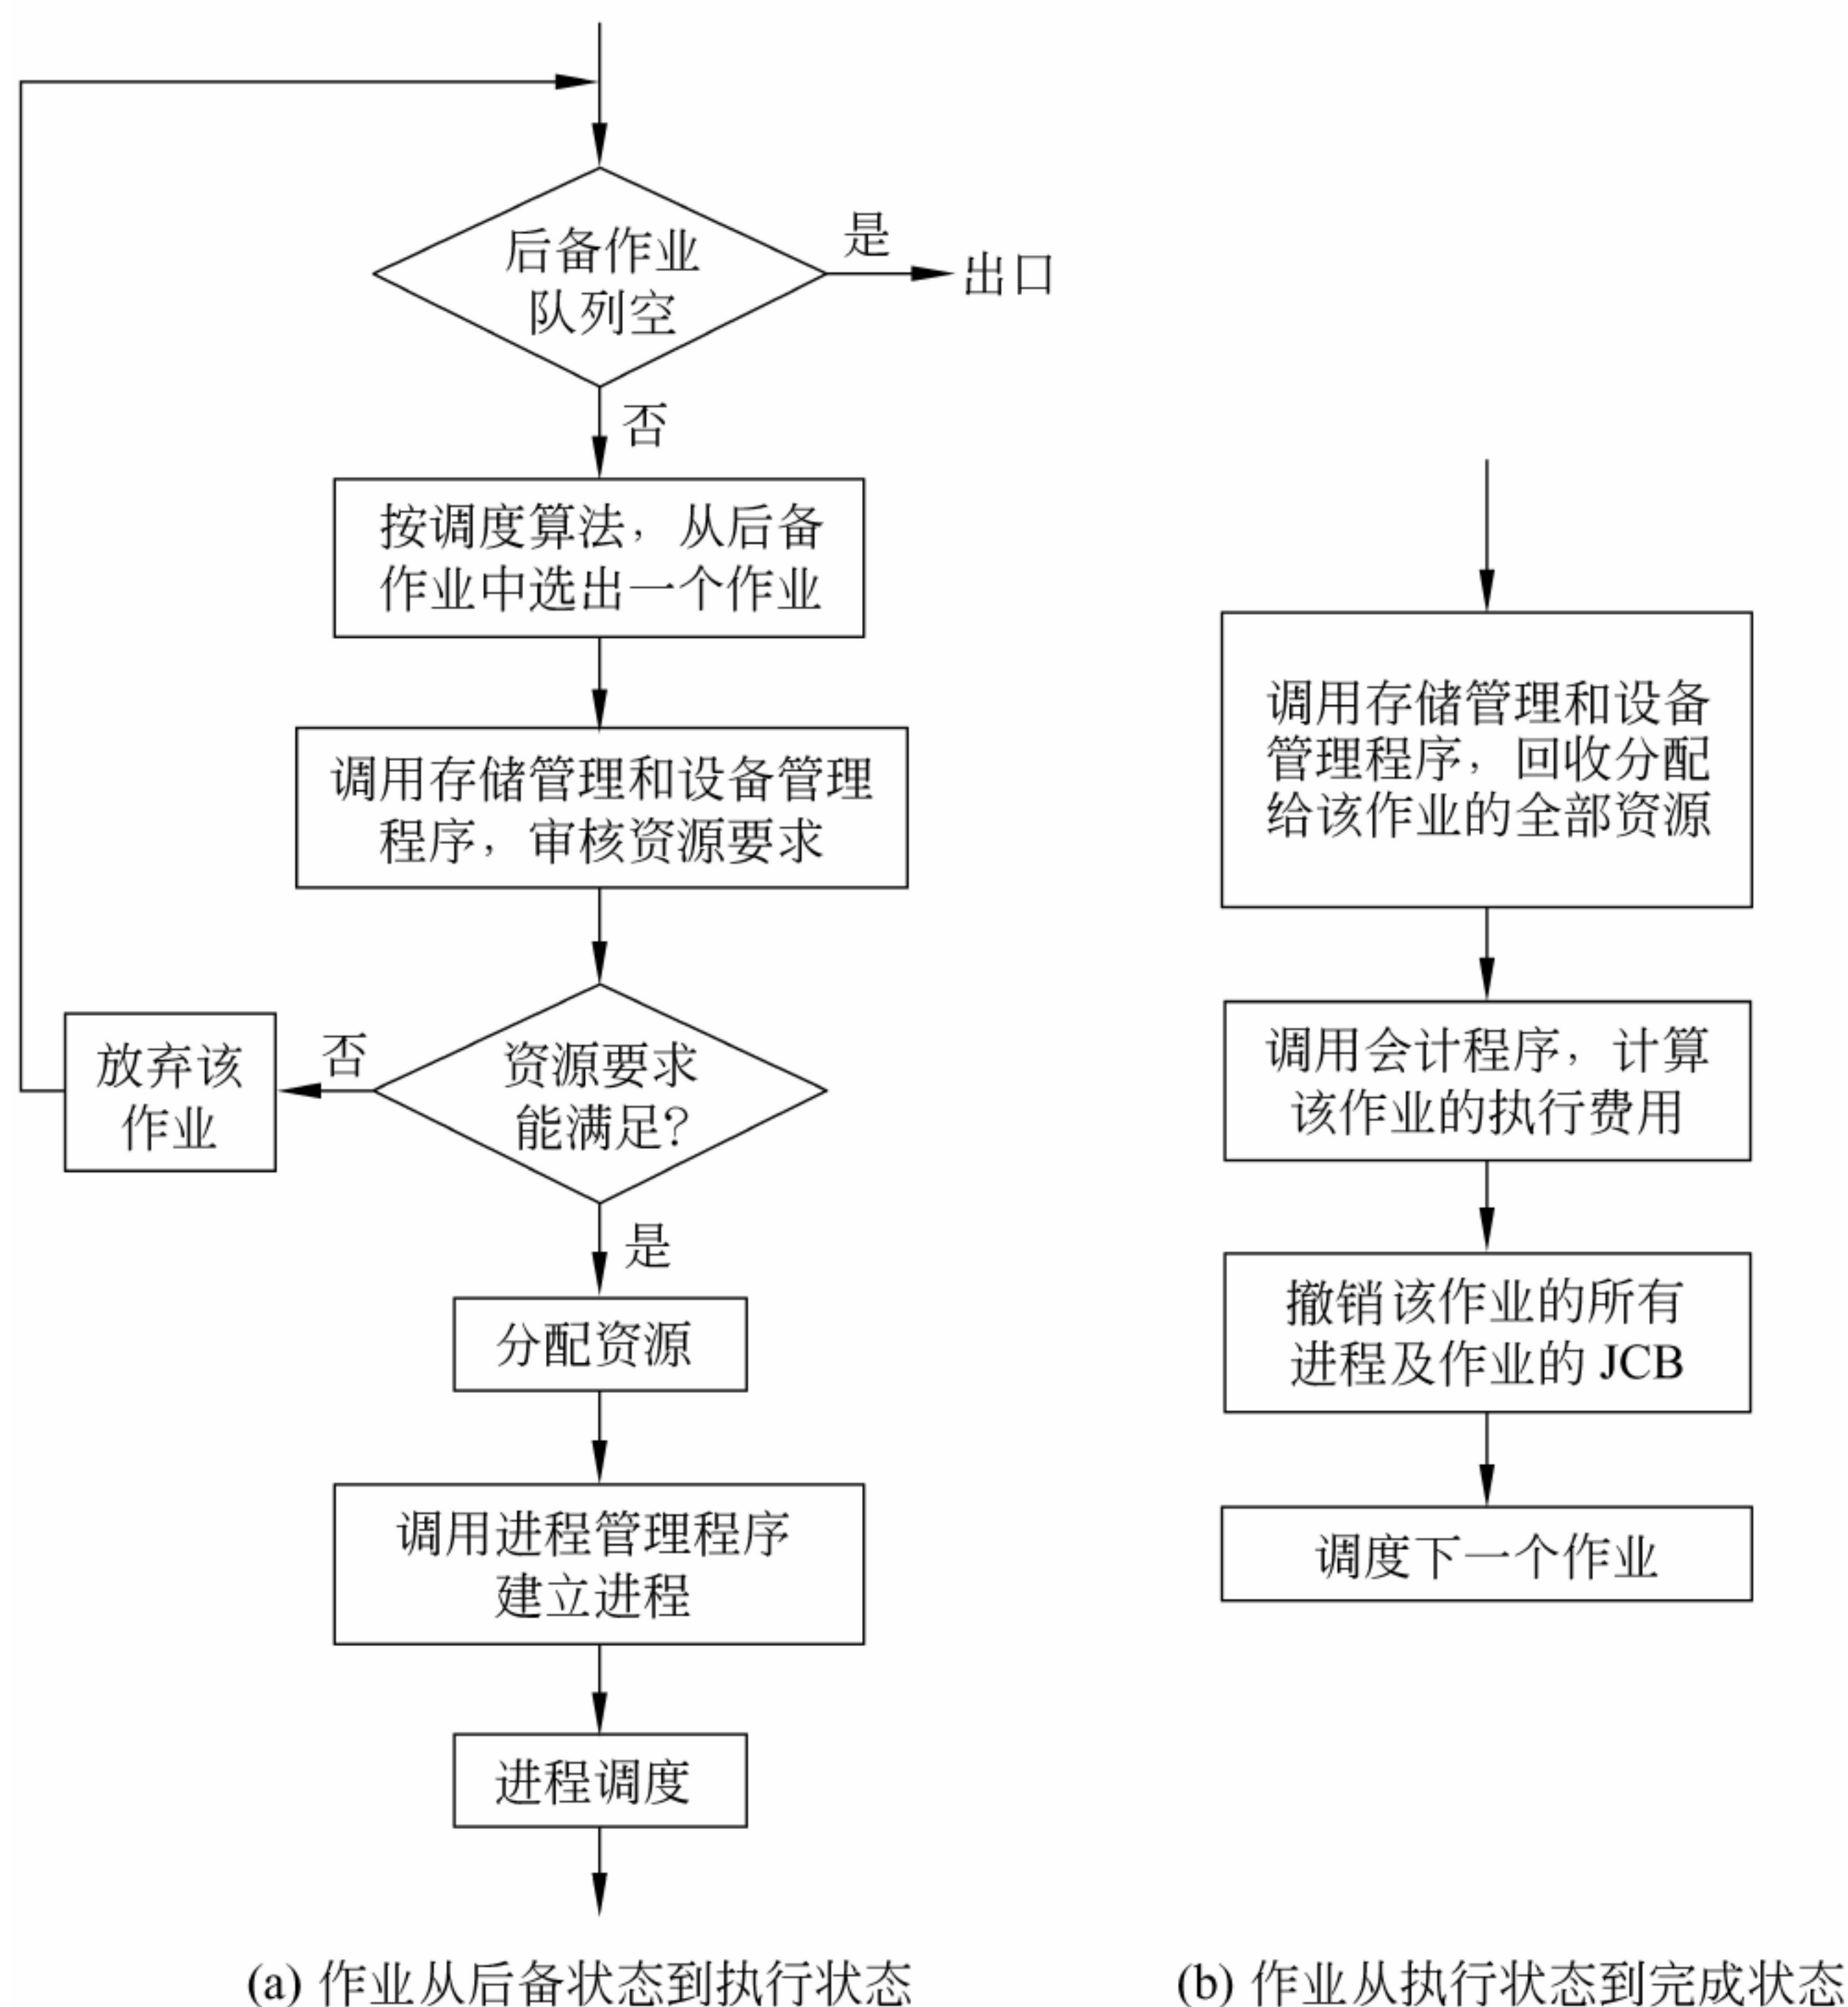 后备作业
队列空
是
出口
否
按调度算法，从后备
作业中选出一个作业
调用存储管理和设备管理
程序，审核资源要求
资源要求
能满足？
否
放弃该
作业
是
分配资源
调用进程管理程序
建立进程
进程调度
(a) 作业从后备状态到执行状态
调用存储管理和设备
管理程序，回收分配
给该作业的全部资源
调用会计程序，计算
该作业的执行费用
撤销该作业的所有
进程及作业的 JCB
调度下一个作业
(b) 作业从执行状态到完成状态